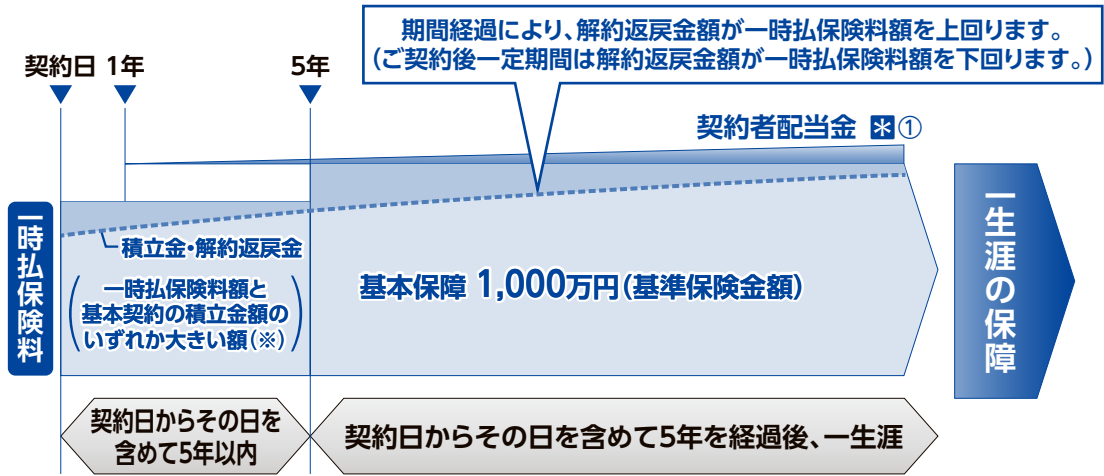 期間経過により、解約返戻金額が一時払保険料額を上回ります。
(ご契約後一定期間は解約返戻金額が一時払保険料額を下回ります。)
契約日 1年
5年
契約者配当金 *①
一時払保険料
積立金・解約返戻金
一時払保険料額と
基本契約の積立金額の
いずれか大きい額(※)
基本保障 1,000万円(基準保険金額)
一生涯の保障
契約日からその日を
含めて5年以内
契約日からその日を含めて5年を経過後、一生涯